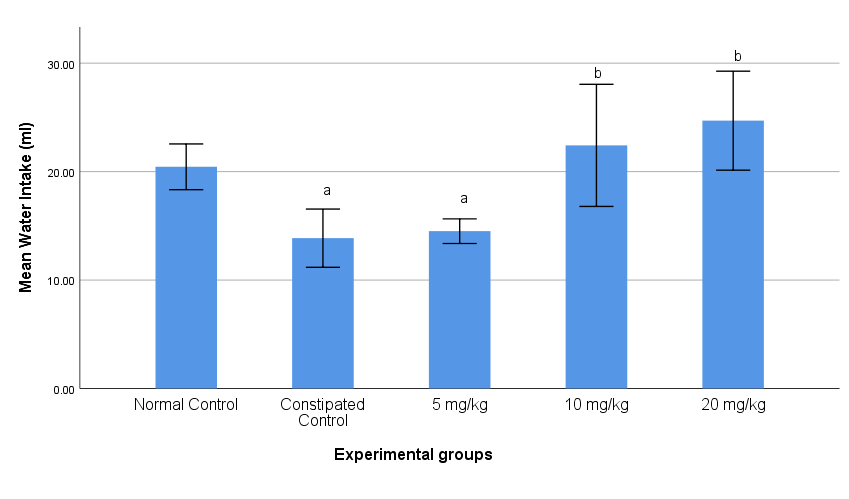 Mean Water Intake (ml)
30.00
20.00
10.00
0.00
a
a
b
b
Normal Control
Constipated
Control
5 mg/kg
10 mg/kg
20 mg/kg
Experimental groups